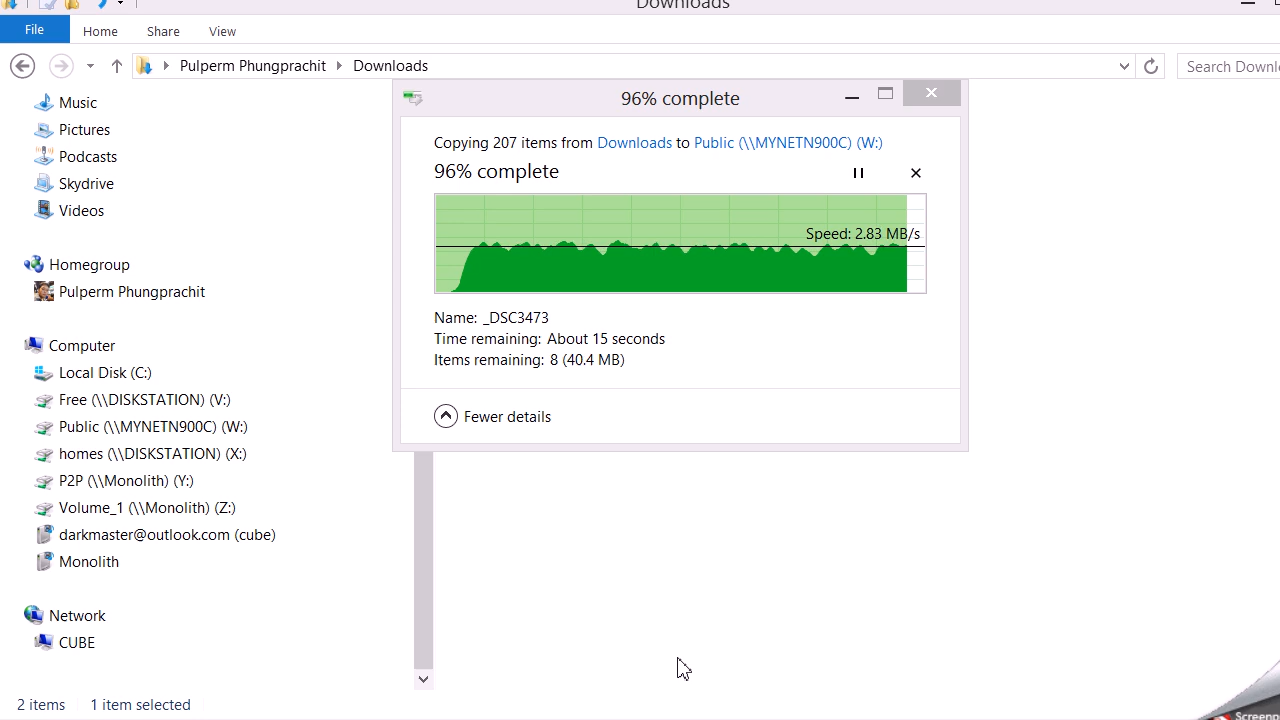 Downloads
File Home Share View
Pulperm Phungprachit Downloads
Music
Pictures
Podcasts
Skydrive
Videos
Homegroup
Pulperm Phungprachit
Computer
Local Disk (C:)
Free (\\DISKSTATION) (V:)
Public (\\MYNETN900C) (W:)
homes (\\DISKSTATION) (X:)
P2P (\\Monolith) (Y:)
Volume_1 (\\Monolith) (Z:)
darkmaster@outlook.com (cube)
Monolith
Network
CUBE
2 items 1 item selected
Search Downl
96% complete
Copying 207 items from Downloads to Public (\\MYNETN900C) (W:)
96% complete
Speed: 2.83 MB/s
Name: _DSC3473
Time remaining: About 15 seconds
Items remaining: 8 (40.4 MB)
Fewer details